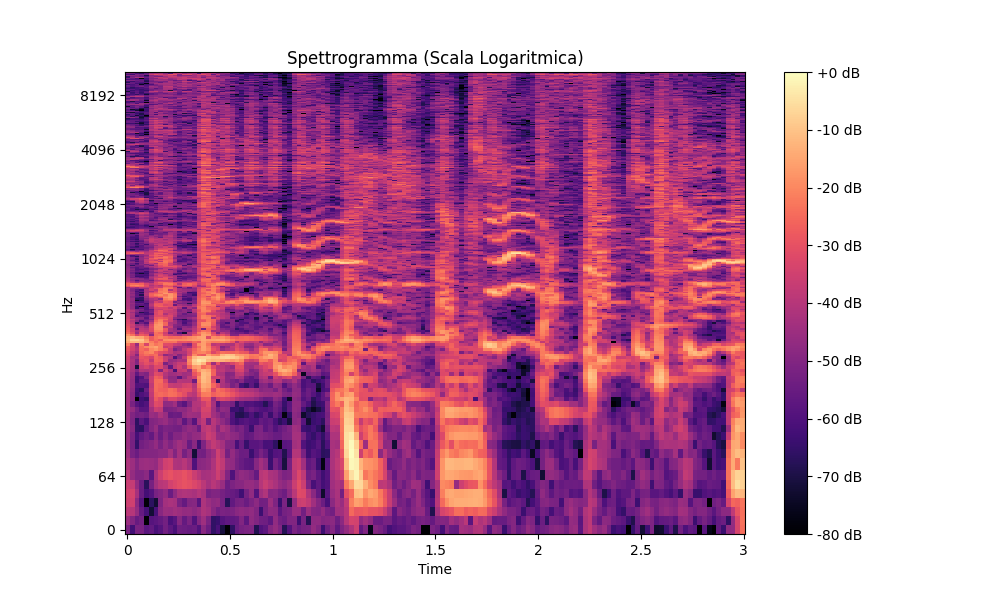 Spettrogramma (Scala Logaritmica)
Hz
8192
4096
2048
1024
512
256
128
64
0
0 0.5 1 1.5 2 2.5 3
Time
+0 dB
-10 dB
-20 dB
-30 dB
-40 dB
-50 dB
-60 dB
-70 dB
-80 dB